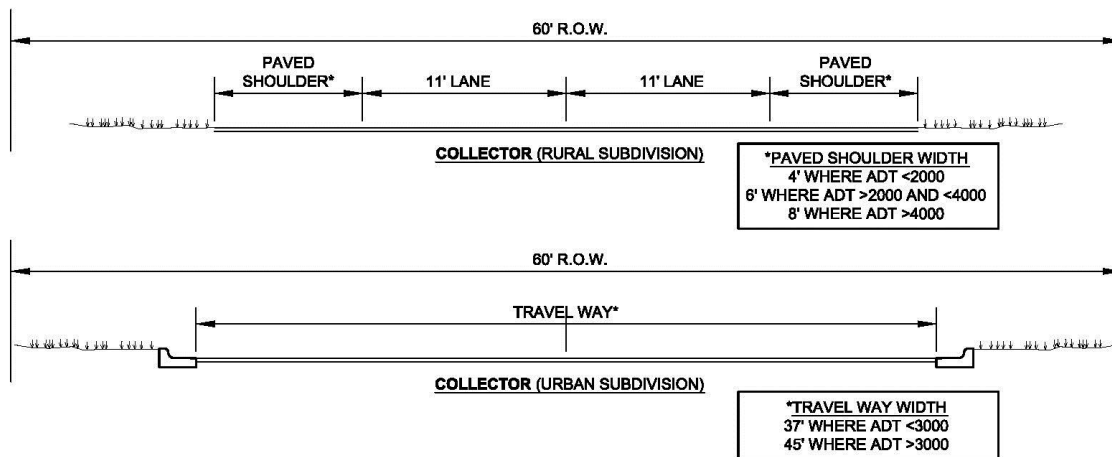 60' R.O.W.
PAVED
SHOULDER*
11' LANE
11' LANE
PAVED
SHOULDER*
COLLECTOR (RURAL SUBDIVISION)
*PAVED SHOULDER WIDTH
4' WHERE ADT <2000
6' WHERE ADT >2000 AND <4000
8' WHERE ADT >4000
60' R.O.W.
TRAVEL WAY*
COLLECTOR (URBAN SUBDIVISION)
*TRAVEL WAY WIDTH
37' WHERE ADT <3000
45' WHERE ADT >3000